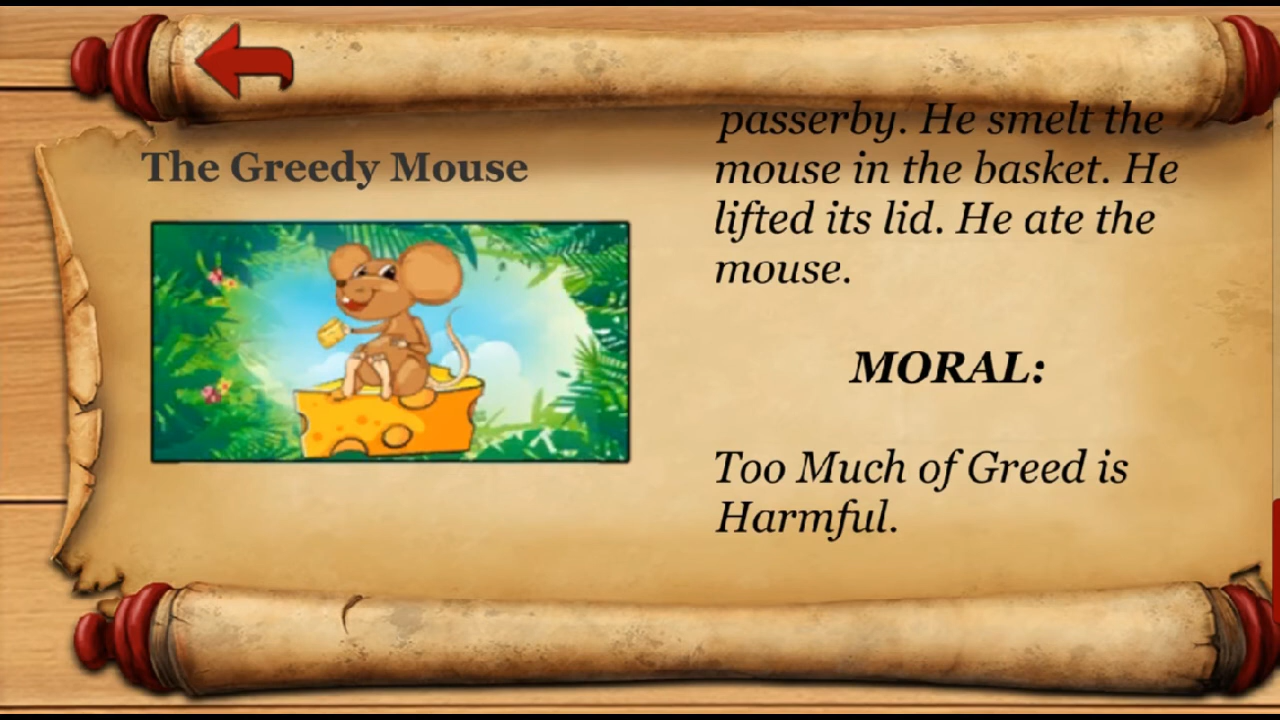 The Greedy Mouse
passerby. He smelt the
mouse in the basket. He
lifted its lid. He ate the
mouse.
MORAL:
Too Much of Greed is
Harmful.